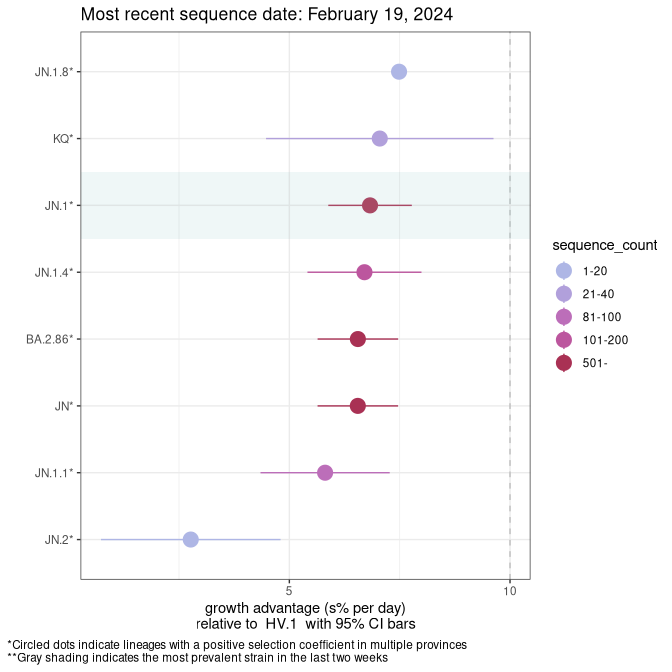 Most recent sequence date: February 19, 2024
JN.1.8*
KQ*
JN.1*
JN.1.4*
BA.2.86*
JN*
JN.1.1*
JN.2*
5
10
growth advantage (s% per day)
relative to HV.1 with 95% CI bars
sequence_count
1-20
21-40
81-100
101-200
501-
*Circled dots indicate lineages with a positive selection coefficient in multiple provinces
**Gray shading indicates the most prevalent strain in the last two weeks